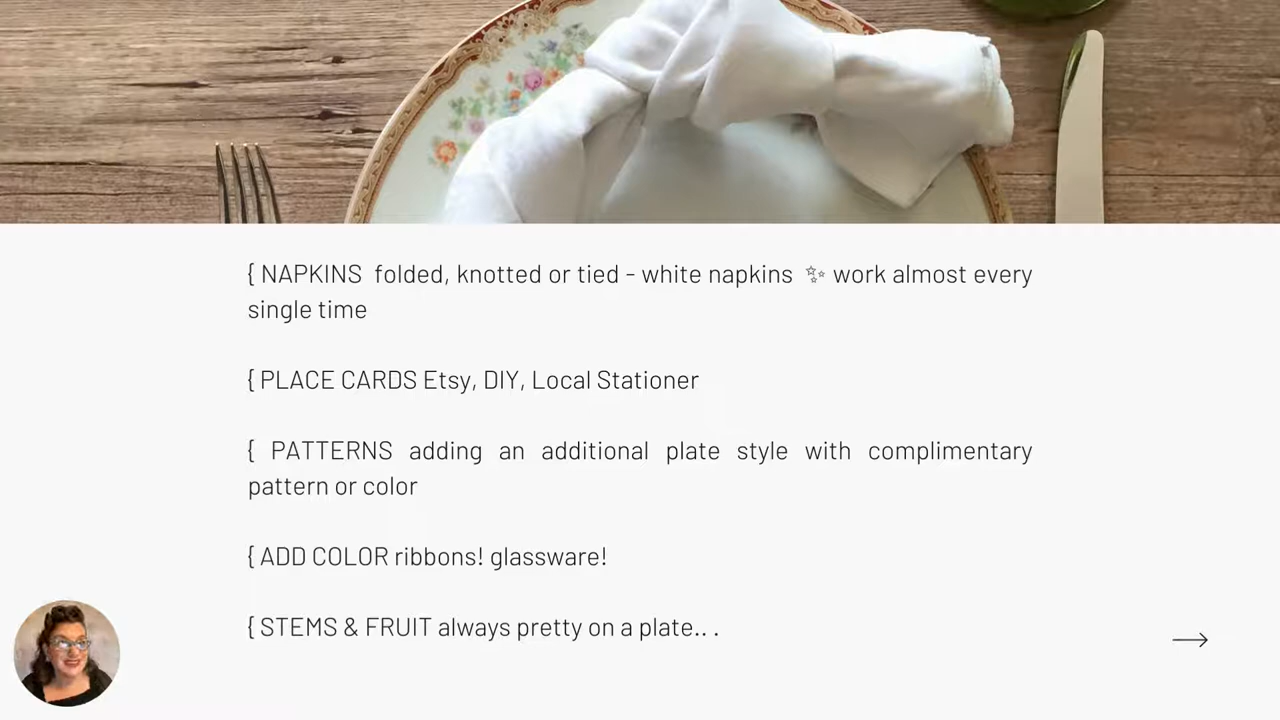 { NAPKINS folded, knotted or tied - white napkins ✨ work almost every
single time
{ PLACE CARDS Etsy, DIY, Local Stationer
{ PATTERNS adding an additional plate style with complimentary
pattern or color
{ ADD COLOR ribbons! glassware!
{ STEMS & FRUIT always pretty on a plate.. .